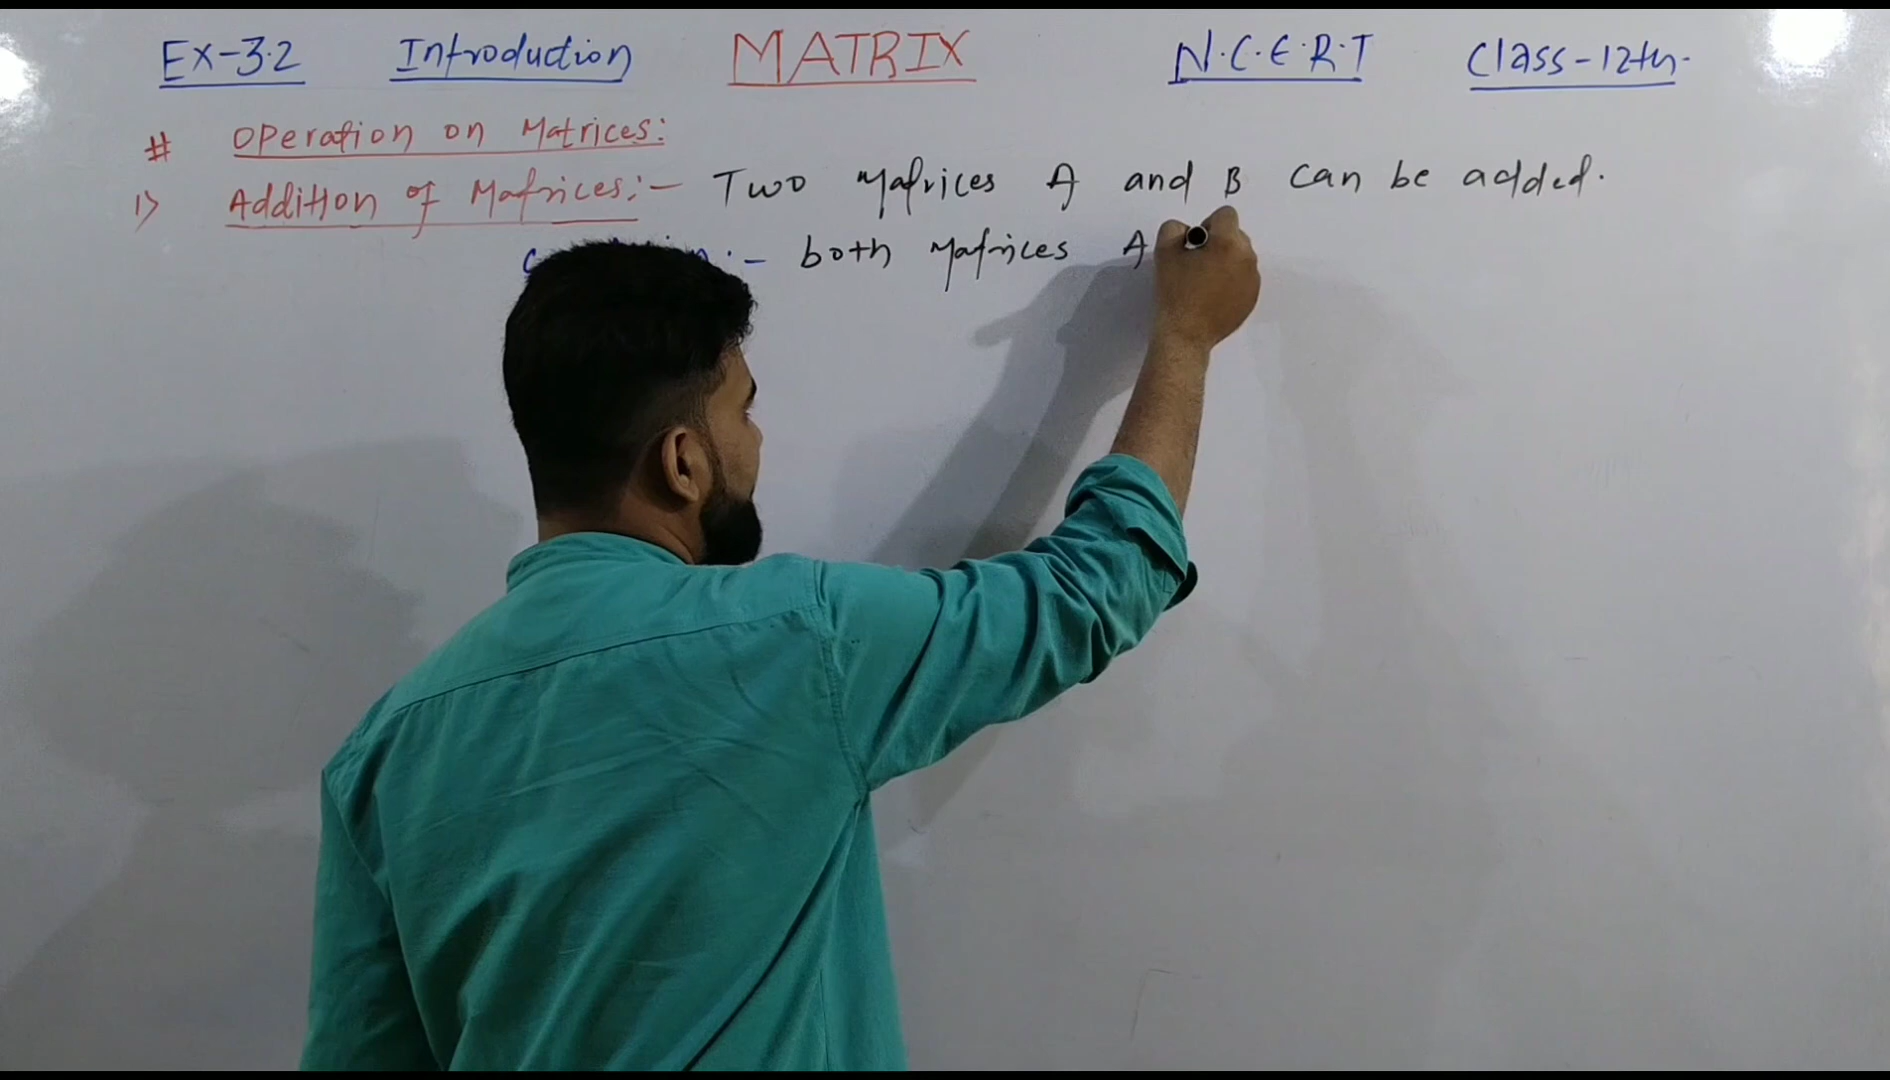 Ex-3.2 Introduction MATRIX N.C.E.R.T Class-12th.
# Operation on Matrices:
1> Addition of Matrices:- Two Matrices A and B can be added.
:- both Matrices A